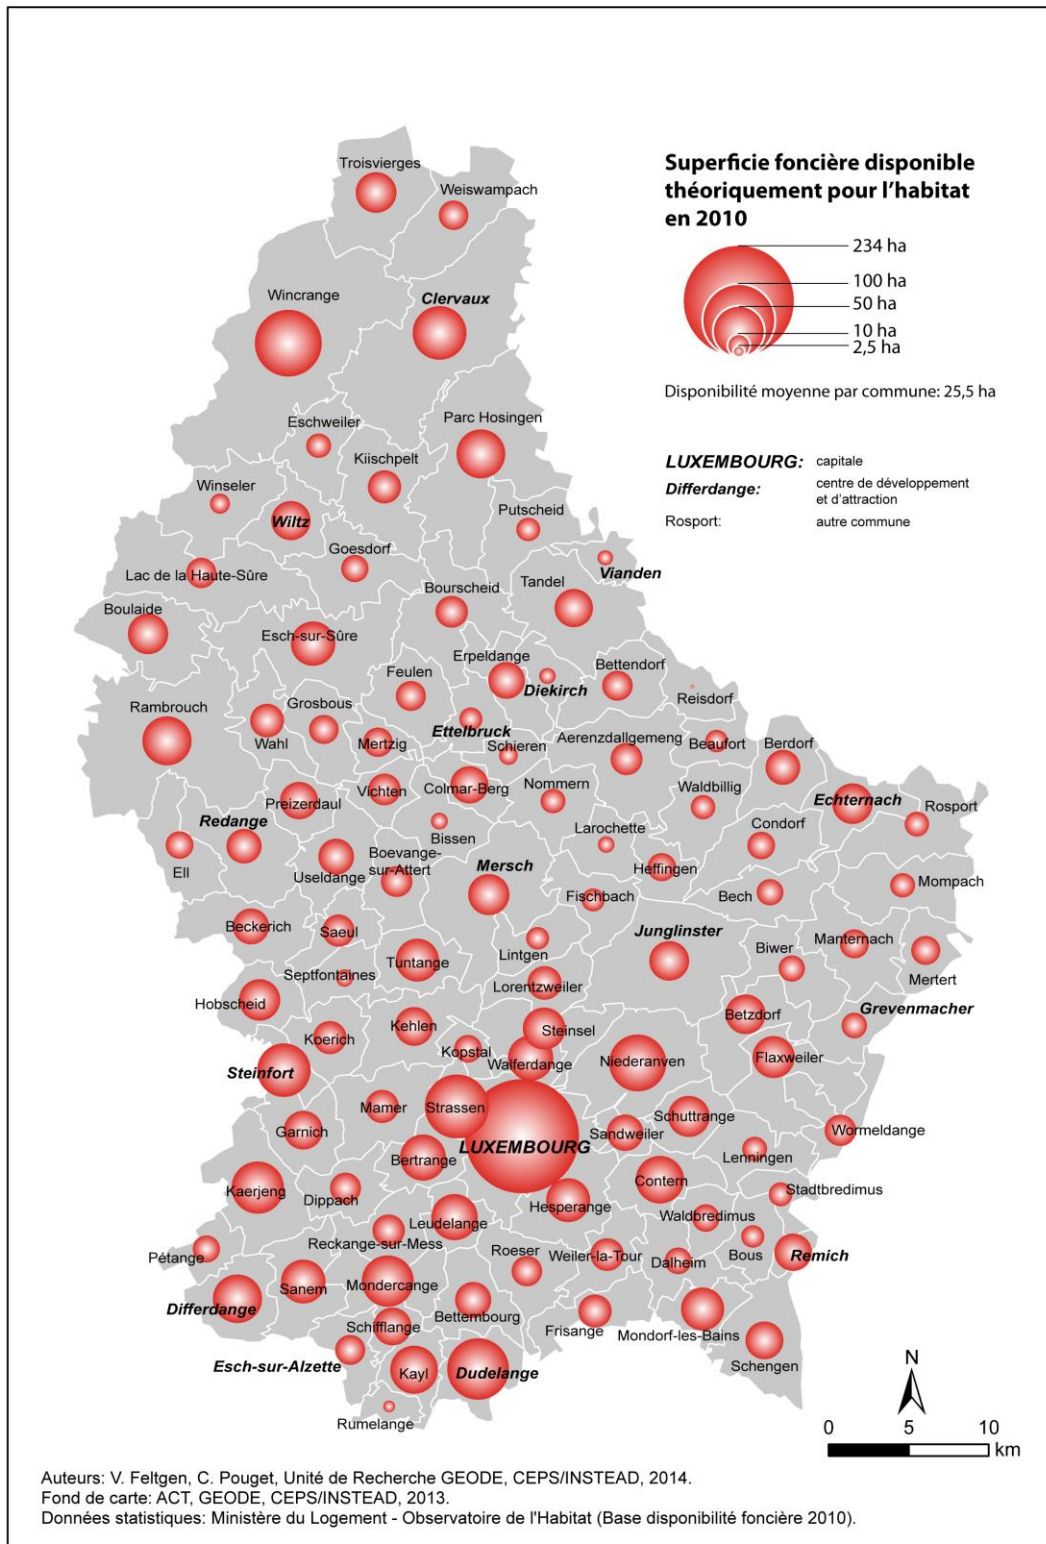 Troisvierges
Weiswampach
Superficie foncière disponible
théoriquement pour l'habitat
en 2010
234 ha
100 ha
50 ha
10 ha
2,5 ha
Disponibilité moyenne par commune: 25,5 ha
LUXEMBOURG: capitale
Differdange: centre de développement
et d'attraction
Rosport: autre commune
Wincrange
Clervaux
Eschweiler
Parc Hosingen
Kiischpelt
Winseler
Wiltz
Putscheid
Goesdorf
Vianden
Lac de la Haute-Sûre
Bourscheid
Tandel
Boulaide
Esch-sur-Sûre
Erpeldange
Bettendorf
Feulen
Diekirch
Reisdorf
Rambrouch
Grosbous
Wahl
Mertzig
Ettelbruck
Schieren
Aerenzdallgemeng
Beaufort
Berdorf
Preizerdaul
Vichten
Colmar-Berg
Nommern
Waldbillig
Echternach
Rosport
Redange
Bissen
Larochette
Condorf
Ell
Useldange
Boevange-
sur-Attert
Mersch
Heffingen
Fischbach
Bech
Mompach
Beckerich
Saeul
Lintgen
Junglinster
Biwer
Manternach
Mertert
Tuntange
Septfontaines
Lorentzweiler
Hobscheid
Betzdorf
Grevenmacher
Koerich
Kehlen
Steinsel
Kopstal
Walferdange
Niederanven
Flaxweiler
Steinfort
Mamer
Strassen
Schuttrange
Garnich
LUXEMBOURG
Sandweiler
Wormeldange
Bertrange
Lenningen
Kaerjeng
Dippach
Contern
Stadtbredimus
Hesperange
Leudelange
Waldbredimus
Reckange-sur-Mess
Roeser
Weiler-la-Tour
Dalheim
Bous
Remich
Pétange
Sanem
Mondercange
Differdange
Bettembourg
Schifflange
Frisange
Mondorf-les-Bains
Esch-sur-Alzette
Kayl
Dudelange
Schengen
Rumelange
N
0 5 10
km
Auteurs: V. Feltgen, C. Pouget, Unité de Recherche GEODE, CEPS/INSTEAD, 2014.
Fond de carte: ACT, GEODE, CEPS/INSTEAD, 2013.
Données statistiques: Ministère du Logement - Observatoire de l'Habitat (Base disponibilité foncière 2010).